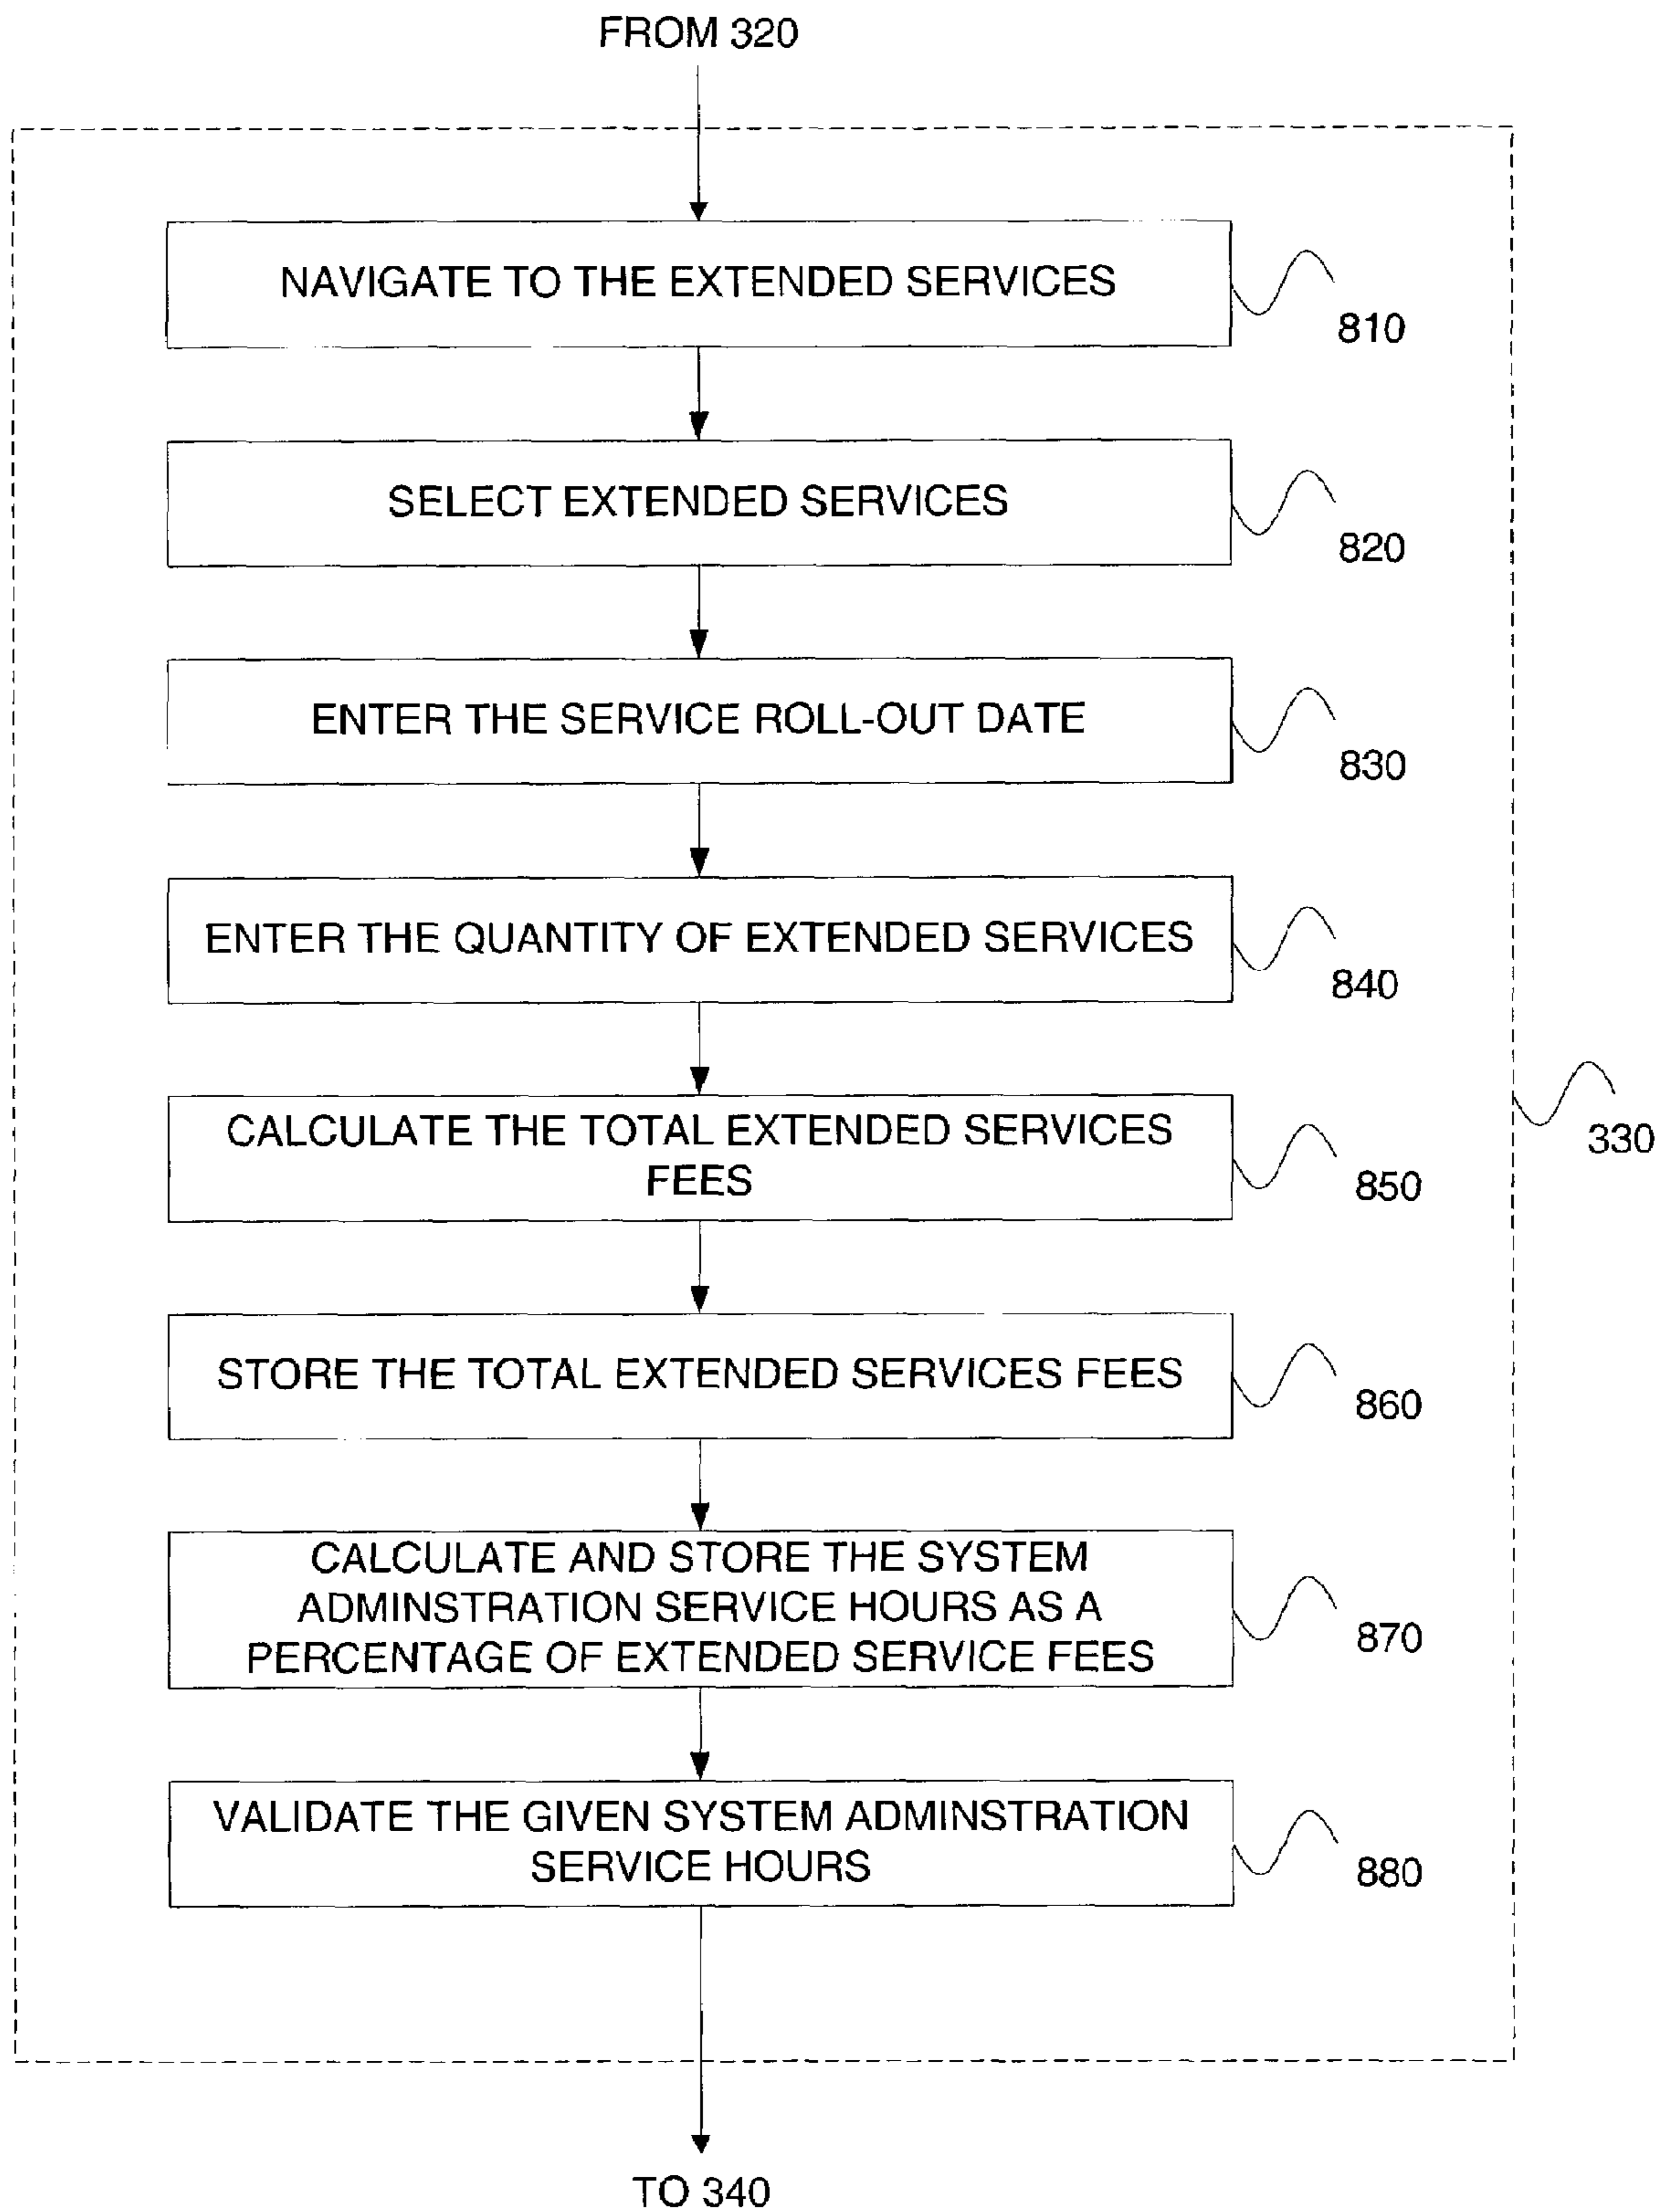 FROM 320
NAVIGATE TO THE EXTENDED SERVICES
810
SELECT EXTENDED SERVICES
820
ENTER THE SERVICE ROLL-OUT DATE
830
ENTER THE QUANTITY OF EXTENDED SERVICES
840
CALCULATE THE TOTAL EXTENDED SERVICES
FEES
850
330
STORE THE TOTAL EXTENDED SERVICES FEES
860
CALCULATE AND STORE THE SYSTEM
ADMINSTRATION SERVICE HOURS AS A
PERCENTAGE OF EXTENDED SERVICE FEES
870
VALIDATE THE GIVEN SYSTEM ADMINSTRATION
SERVICE HOURS
880
TO 340